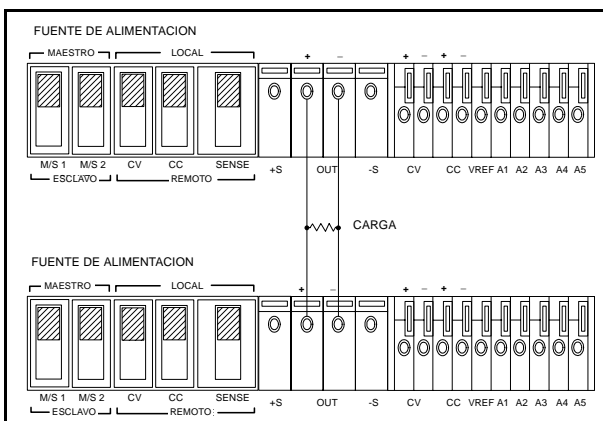 FUENTE DE ALIMENTACION
MAESTRO LOCAL + – + – + –
M/S 1 M/S 2 CV CC SENSE +S OUT -S CV CC VREF A1 A2 A3 A4 A5
ESCLAVO REMOTO
CARGA
FUENTE DE ALIMENTACION
MAESTRO LOCAL + – + – + –
M/S 1 M/S 2 CV CC SENSE +S OUT -S CV CC VREF A1 A2 A3 A4 A5
ESCLAVO REMOTO: